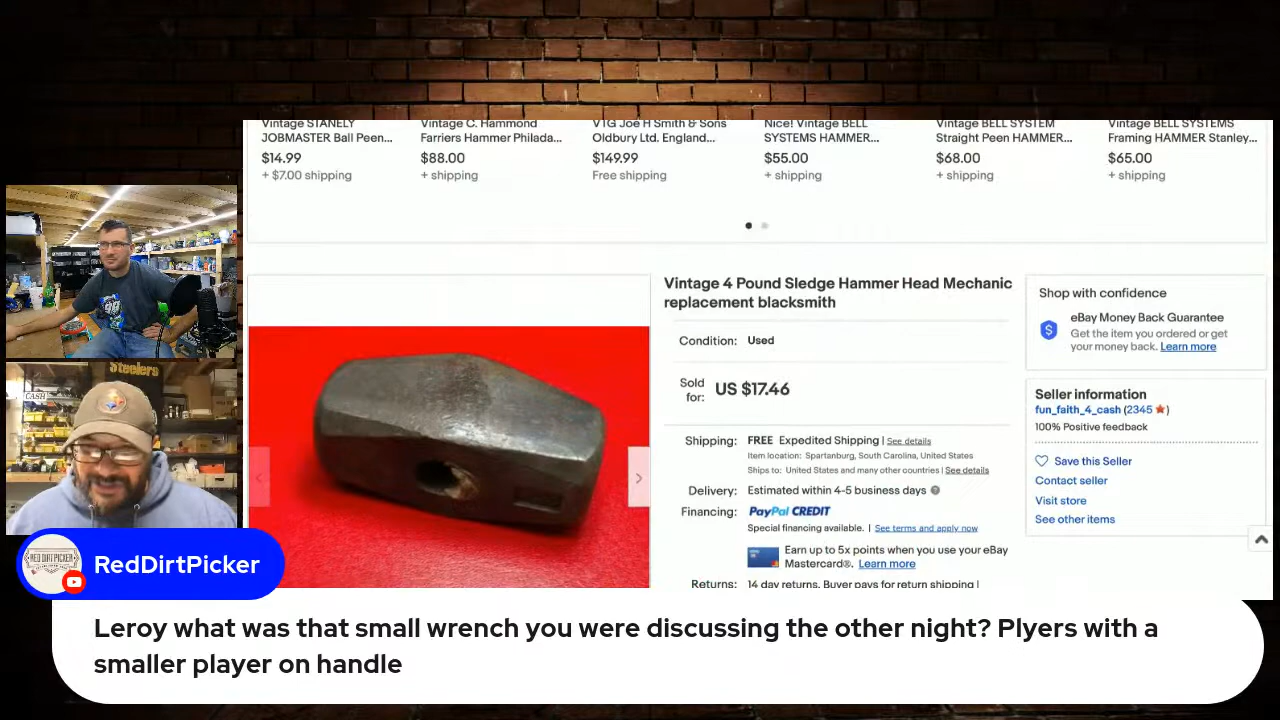 Vintage STANELY
JOBMASTER Ball Peen...
$14.99
+ $7.00 shipping
Vintage C. Hammond
Farriers Hammer Philada...
$88.00
+ shipping
VTG Joe H Smith & Sons
Oldbury Ltd. England...
$149.99
Free shipping
Nice! Vintage BELL
SYSTEMS HAMMER...
$55.00
+ shipping
Vintage BELL SYSTEM
Straight Peen HAMMER...
$68.00
+ shipping
Vintage BELL SYSTEMS
Framing HAMMER Stanley...
$65.00
+ shipping
Vintage 4 Pound Sledge Hammer Head Mechanic
replacement blacksmith
Condition: Used
Sold
for: US $17.46
Shipping: FREE Expedited Shipping | See details
Item location: Spartanburg, South Carolina, United States
Ships to: United States and many other countries | See details
Delivery: Estimated within 4-5 business days
Financing: PayPal CREDIT
Special financing available. | See terms and apply now
Earn up to 5x points when you use your eBay
Mastercard®. Learn more
Returns: 14 day returns. Buyer pays for return shipping |
Shop with confidence
eBay Money Back Guarantee
Get the item you ordered or get
your money back. Learn more
Seller information
fun_faith_4_cash (2345 ★)
100% Positive feedback
Save this Seller
Contact seller
Visit store
See other items
Steelers
CASH
RED DIRT PICKER
RedDirtPicker
Leroy what was that small wrench you were discussing the other night? Plyers with a
smaller player on handle